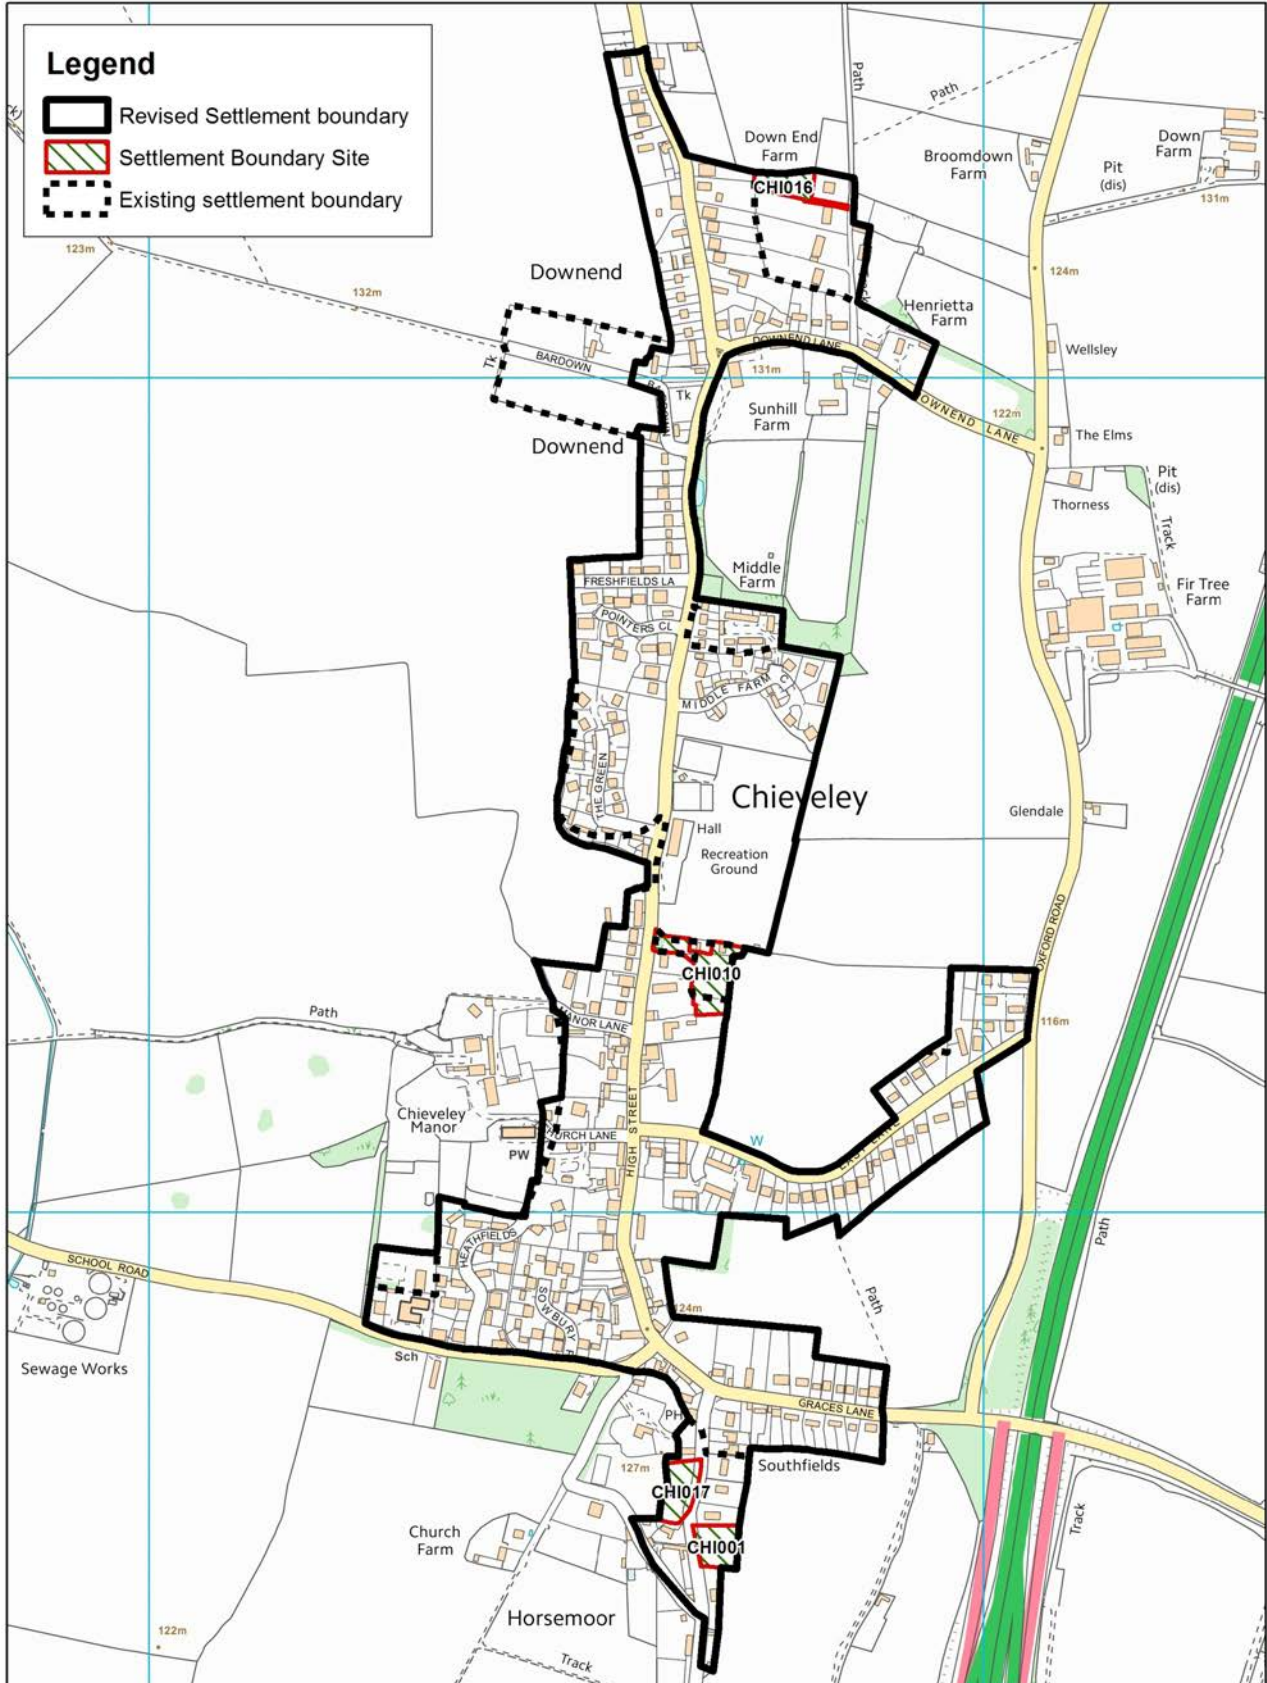 Legend
Revised Settlement boundary
Settlement Boundary Site
Existing settlement boundary
Path
Path
Down End
Farm
Broomdown
Farm
Down
Farm
Pit
(dis)
CHI016
131m
123m
Downend
132m
124m
Henrietta
Farm
BARDOWN
Tk
DOWNEND LANE
Wellsley
131m
Tk
Sunhill
Farm
122m
DOWNEND LANE
Downend
The Elms
Pit
(dis)
Thorness
Track
Middle
Farm
FRESHFIELDS LA
Fir Tree
Farm
POINTERS CL
MIDDLE FARM CL
THE GREEN
Chieveley
Glendale
Hall
Recreation
Ground
OXFORD ROAD
CHI010
Path
MANOR LANE
116m
HIGH STREET
Chieveley
Manor
CHURCH LANE
PW
W
EAST LANE
Path
HEATHFIELDS
SCHOOL ROAD
SOWBURY
Path
124m
Sch
Sewage Works
GRACES LANE
PH
127m
Southfields
CHI017
Track
Church
Farm
CHI001
Horsemoor
122m
Track